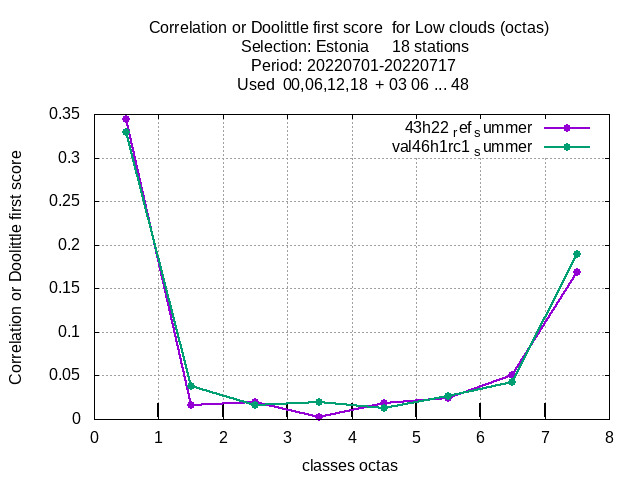 Correlation or Doolittle first score  for Low clouds (octas)
Selection: Estonia     18 stations
Period: 20220701-20220717
Used  00,06,12,18  + 03 06 ... 48
43h22 refsummer
val46h1rc1 summer
Correlation or Doolittle first score
0.35
0.3
0.25
0.2
0.15
0.1
0.05
0
0 1 2 3 4 5 6 7 8
classes octas